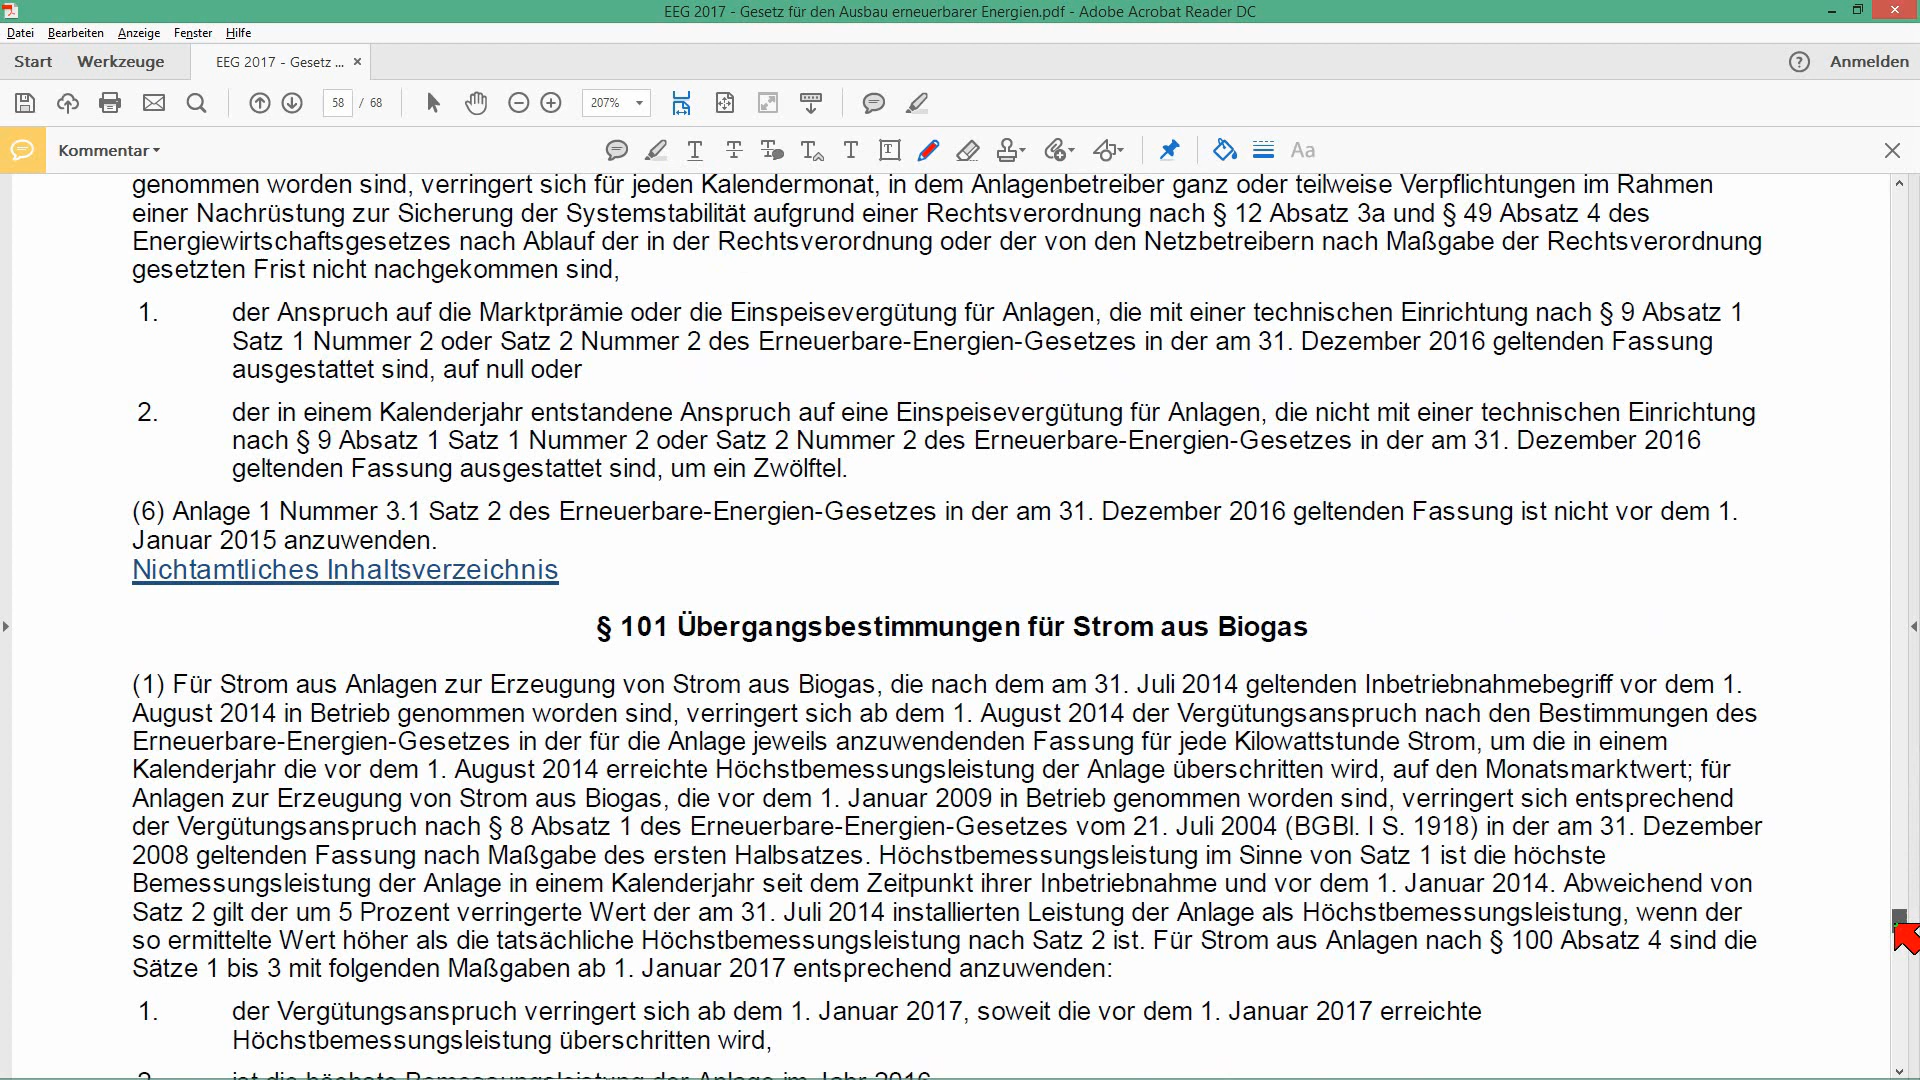 EEG 2017 - Gesetz für den Ausbau erneuerbarer Energien.pdf - Adobe Acrobat Reader DC
Datei Bearbeiten Anzeige Fenster Hilfe
Start Werkzeuge EEG 2017 - Gesetz ... × Anmelden
58 / 68 207%
Kommentar
genommen worden sind, verringert sich für jeden Kalendermonat, in dem Anlagenbetreiber ganz oder teilweise Verpflichtungen im Rahmen
einer Nachrüstung zur Sicherung der Systemstabilität aufgrund einer Rechtsverordnung nach § 12 Absatz 3a und § 49 Absatz 4 des
Energiewirtschaftsgesetzes nach Ablauf der in der Rechtsverordnung oder der von den Netzbetreibern nach Maßgabe der Rechtsverordnung
gesetzten Frist nicht nachgekommen sind,
1. der Anspruch auf die Marktprämie oder die Einspeisevergütung für Anlagen, die mit einer technischen Einrichtung nach § 9 Absatz 1
Satz 1 Nummer 2 oder Satz 2 Nummer 2 des Erneuerbare-Energien-Gesetzes in der am 31. Dezember 2016 geltenden Fassung
ausgestattet sind, auf null oder
2. der in einem Kalenderjahr entstandene Anspruch auf eine Einspeisevergütung für Anlagen, die nicht mit einer technischen Einrichtung
nach § 9 Absatz 1 Satz 1 Nummer 2 oder Satz 2 Nummer 2 des Erneuerbare-Energien-Gesetzes in der am 31. Dezember 2016
geltenden Fassung ausgestattet sind, um ein Zwölftel.
(6) Anlage 1 Nummer 3.1 Satz 2 des Erneuerbare-Energien-Gesetzes in der am 31. Dezember 2016 geltenden Fassung ist nicht vor dem 1.
Januar 2015 anzuwenden.
Nichtamtliches Inhaltsverzeichnis
§ 101 Übergangsbestimmungen für Strom aus Biogas
(1) Für Strom aus Anlagen zur Erzeugung von Strom aus Biogas, die nach dem am 31. Juli 2014 geltenden Inbetriebnahmebegriff vor dem 1.
August 2014 in Betrieb genommen worden sind, verringert sich ab dem 1. August 2014 der Vergütungsanspruch nach den Bestimmungen des
Erneuerbare-Energien-Gesetzes in der für die Anlage jeweils anzuwendenden Fassung für jede Kilowattstunde Strom, um die in einem
Kalenderjahr die vor dem 1. August 2014 erreichte Höchstbemessungsleistung der Anlage überschritten wird, auf den Monatsmarktwert; für
Anlagen zur Erzeugung von Strom aus Biogas, die vor dem 1. Januar 2009 in Betrieb genommen worden sind, verringert sich entsprechend
der Vergütungsanspruch nach § 8 Absatz 1 des Erneuerbare-Energien-Gesetzes vom 21. Juli 2004 (BGBl. I S. 1918) in der am 31. Dezember
2008 geltenden Fassung nach Maßgabe des ersten Halbsatzes. Höchstbemessungsleistung im Sinne von Satz 1 ist die höchste
Bemessungsleistung der Anlage in einem Kalenderjahr seit dem Zeitpunkt ihrer Inbetriebnahme und vor dem 1. Januar 2014. Abweichend von
Satz 2 gilt der um 5 Prozent verringerte Wert der am 31. Juli 2014 installierten Leistung der Anlage als Höchstbemessungsleistung, wenn der
so ermittelte Wert höher als die tatsächliche Höchstbemessungsleistung nach Satz 2 ist. Für Strom aus Anlagen nach § 100 Absatz 4 sind die
Sätze 1 bis 3 mit folgenden Maßgaben ab 1. Januar 2017 entsprechend anzuwenden:
1. der Vergütungsanspruch verringert sich ab dem 1. Januar 2017, soweit die vor dem 1. Januar 2017 erreichte
Höchstbemessungsleistung überschritten wird,
2. ist die höchste Bemessungsleistung der Anlage im Jahr 2016